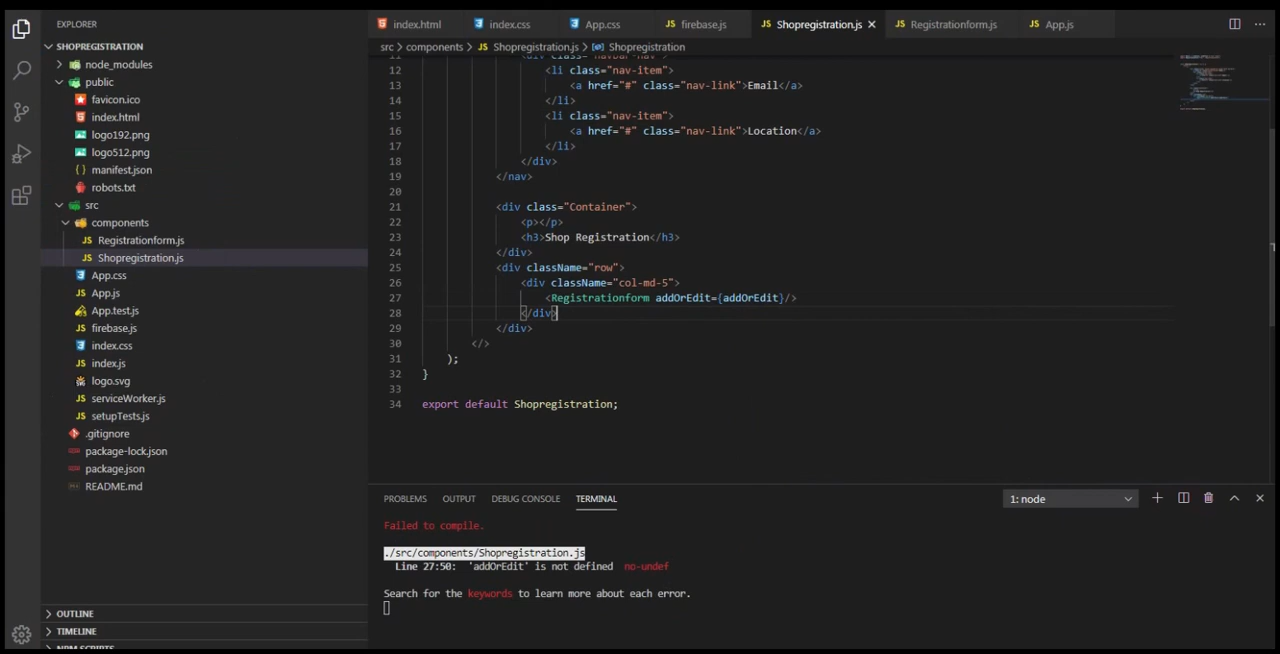 EXPLORER
index.html
index.css
App.css
firebase.js
Shopregistration.js
Registrationform.js
App.js
SHOPREGISTRATION
node_modules
public
favicon.ico
index.html
logo192.png
logo512.png
manifest.json
robots.txt
src
components
Registrationform.js
Shopregistration.js
App.css
App.js
App.test.js
firebase.js
index.css
index.js
logo.svg
serviceWorker.js
setupTests.js
.gitignore
package-lock.json
package.json
README.md
OUTLINE
TIMELINE
NPM SCRIPTS
src > components > JS Shopregistration.js > Shopregistration
11 <div class="navbar-nav">
12 <li class="nav-item">
13 <a href="#" class="nav-link">Email</a>
14 </li>
15 <li class="nav-item">
16 <a href="#" class="nav-link">Location</a>
17 </li>
18 </div>
19 </nav>
20
21 <div class="Container">
22 <p></p>
23 <h3>Shop Registration</h3>
24 </div>
25 <div className="row">
26 <div className="col-md-5">
27 <Registrationform addOrEdit={addOrEdit}/>
28 </div>
29 </div>
30 </>
31 );
32 }
33
34 export default Shopregistration;
PROBLEMS OUTPUT DEBUG CONSOLE TERMINAL 1: node
Failed to compile.
./src/components/Shopregistration.js
Line 27:50: 'addOrEdit' is not defined no-undef
Search for the keywords to learn more about each error.